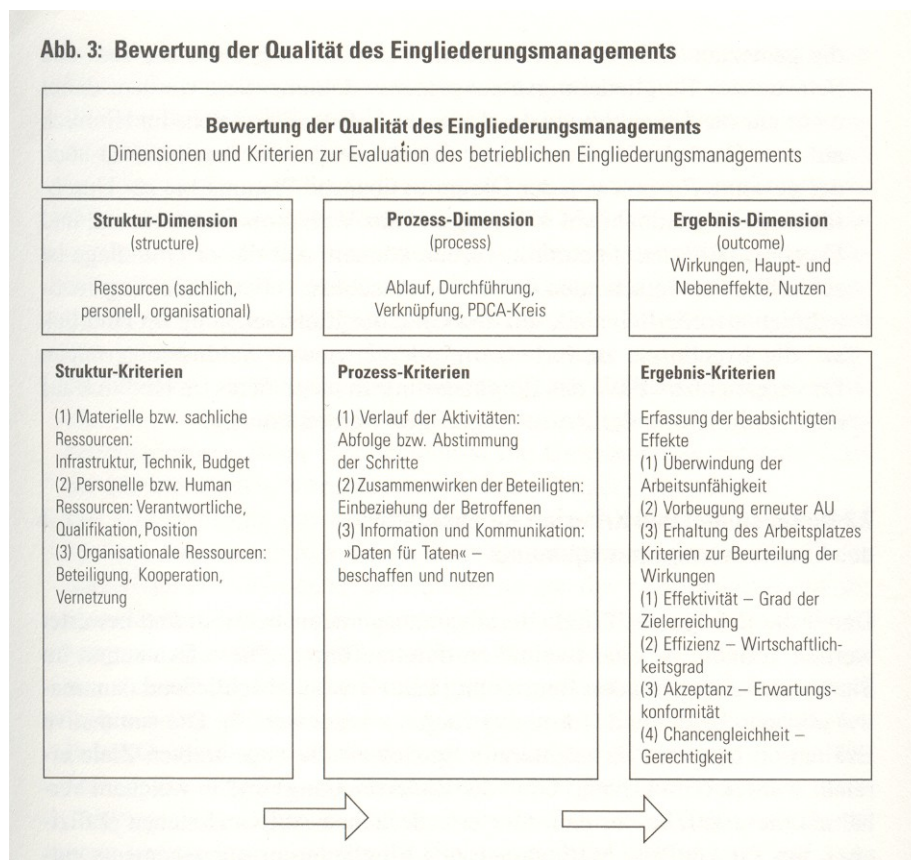 Abb. 3: Bewertung der Qualität des Eingliederungsmanagements
Bewertung der Qualität des Eingliederungsmanagements
Dimensionen und Kriterien zur Evaluation des betrieblichen Eingliederungsmanagements
Struktur-Dimension
(structure)
Ressourcen (sachlich,
personell, organisational)
Prozess-Dimension
(process)
Ablauf, Durchführung,
Verknüpfung, PDCA-Kreis
Ergebnis-Dimension
(outcome)
Wirkungen, Haupt- und
Nebeneffekte, Nutzen
Struktur-Kriterien
(1) Materielle bzw. sachliche
Ressourcen:
Infrastruktur, Technik, Budget
(2) Personelle bzw. Human
Ressourcen: Verantwortliche,
Qualifikation, Position
(3) Organisationale Ressourcen:
Beteiligung, Kooperation,
Vernetzung
Prozess-Kriterien
(1) Verlauf der Aktivitäten:
Abfolge bzw. Abstimmung
der Schritte
(2) Zusammenwirken der Beteiligten:
Einbeziehung der Betroffenen
(3) Information und Kommunikation:
»Daten für Taten« –
beschaffen und nutzen
Ergebnis-Kriterien
Erfassung der beabsichtigten
Effekte
(1) Überwindung der
Arbeitsunfähigkeit
(2) Vorbeugung erneuter AU
(3) Erhaltung des Arbeitsplatzes
Kriterien zur Beurteilung der
Wirkungen
(1) Effektivität – Grad der
Zielerreichung
(2) Effizienz – Wirtschaftlich-
keitsgrad
(3) Akzeptanz – Erwartungs-
konformität
(4) Chancengleichheit –
Gerechtigkeit